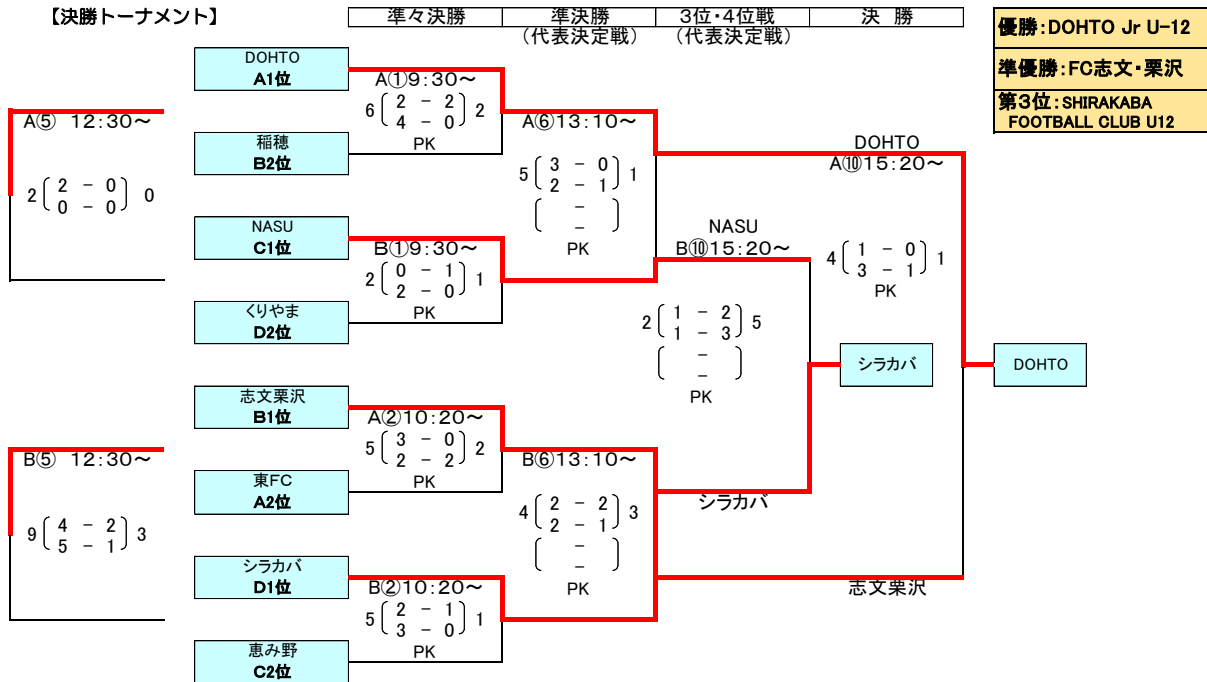 【決勝トーナメント】
準々決勝 準決勝 3位・4位戦 決 勝
(代表決定戦) (代表決定戦)
優勝:DOHTO Jr U-12
準優勝:FC志文・栗沢
第3位:SHIRAKABA
FOOTBALL CLUB U12
DOHTO
A1位
A①9:30～
6 2 - 2 2
4 - 0
PK
稲穂
B2位
NASU
C1位
B①9:30～
2 0 - 1 1
2 - 0
PK
くりやま
D2位
志文栗沢
B1位
A②10:20～
5 3 - 0 2
2 - 2
PK
東FC
A2位
シラカバ
D1位
B②10:20～
5 2 - 1 1
3 - 0
PK
恵み野
C2位
A⑤ 12:30～
2 2 - 0 0
0 - 0
B⑤ 12:30～
9 4 - 2 3
5 - 1
A⑥13:10～
5 3 - 0 1
2 - 1
-
-
PK
B⑥13:10～
4 2 - 2 3
2 - 1
-
-
PK
NASU
B⑩15:20～
2 1 - 2 5
1 - 3
-
-
PK
シラカバ
DOHTO
A⑩15:20～
4 1 - 0 1
3 - 1
PK
シラカバ
DOHTO
志文栗沢